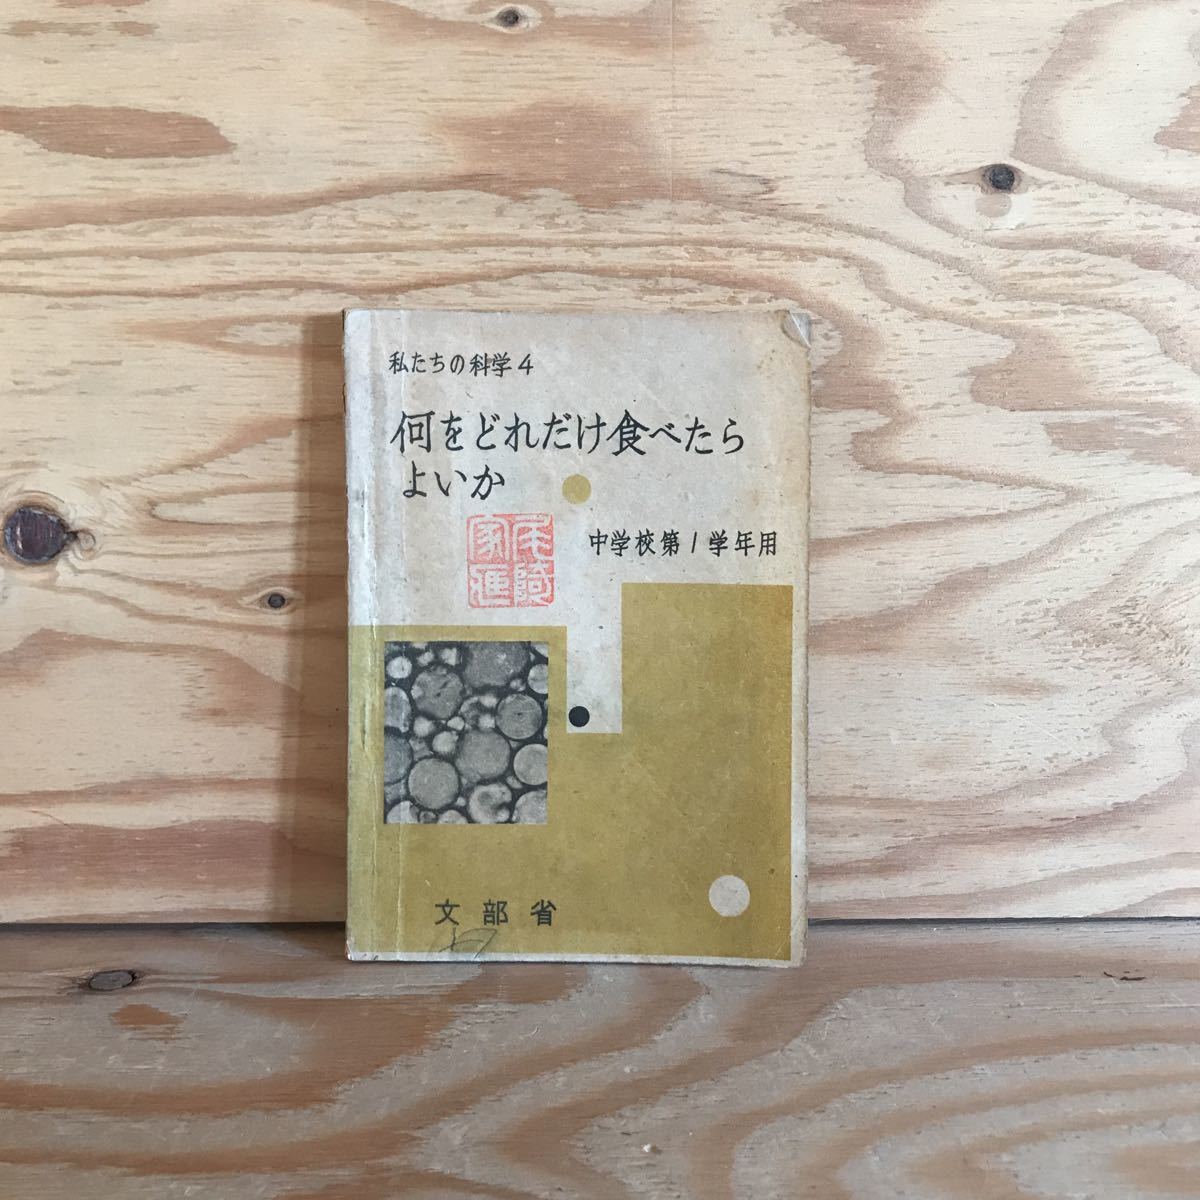 私たちの科学4
何をどれだけ食べたら
よいか
中学校第1学年用
文部省